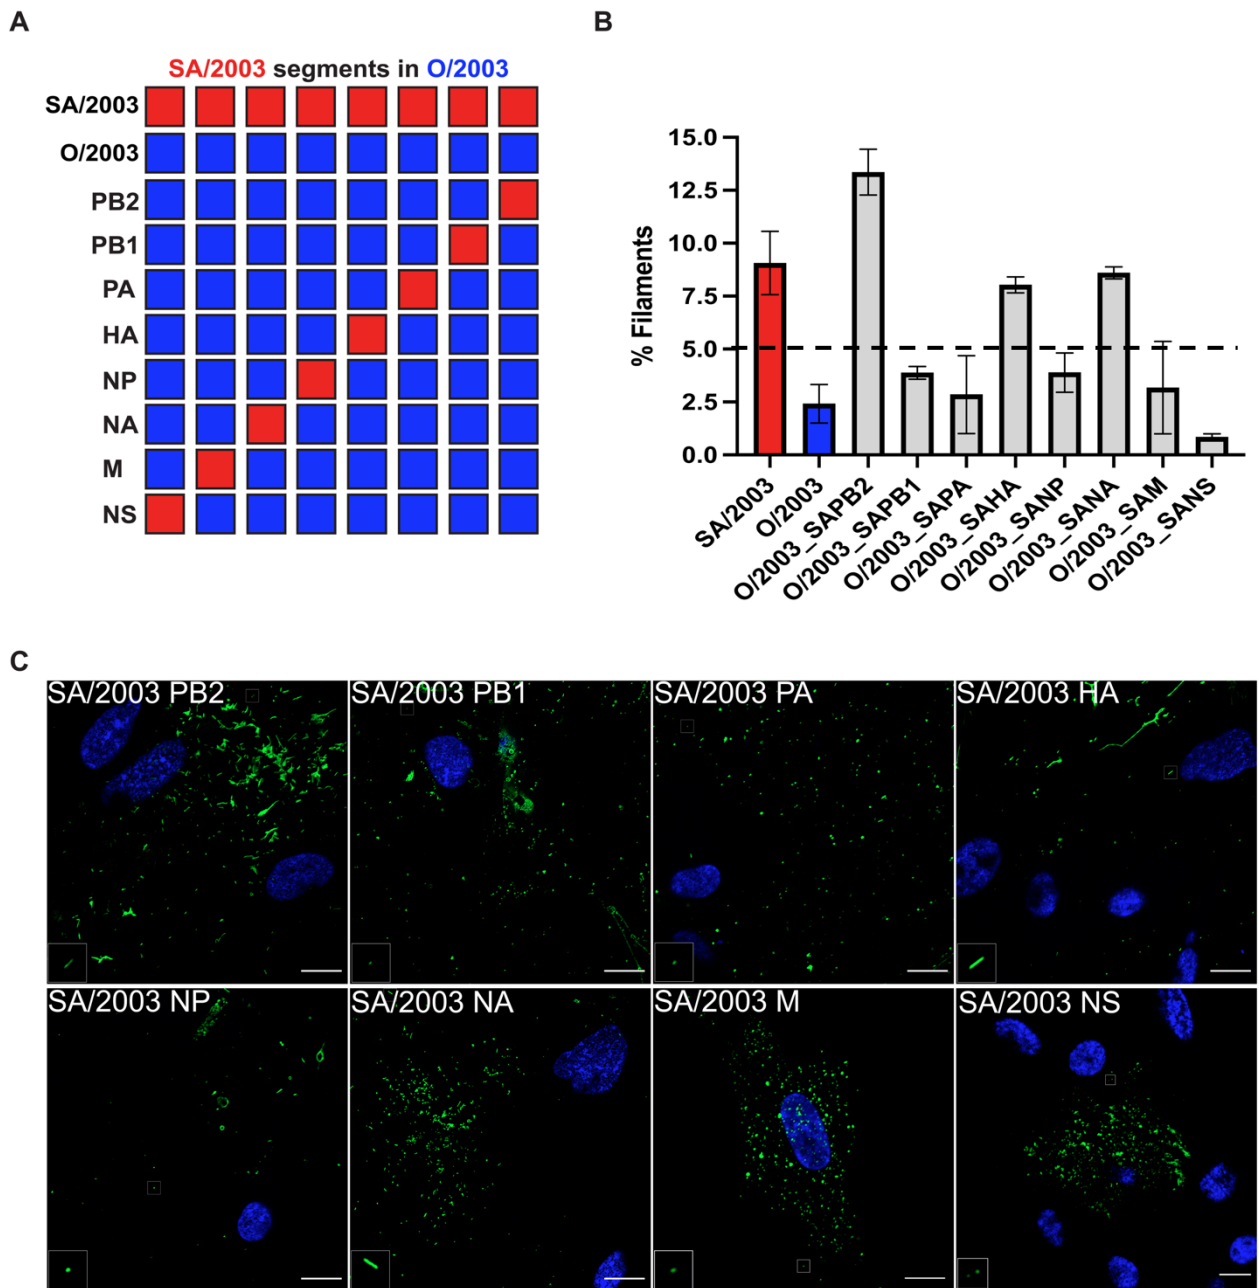 A
SA/2003 segments in O/2003
SA/2003
O/2003
PB2
PB1
PA
HA
NP
NA
M
NS
B
% Filaments
15.0
12.5
10.0
7.5
5.0
2.5
0.0
SA/2003
O/2003
O/2003_SAPB2
O/2003_SAPB1
O/2003_SAPA
O/2003_SAHA
O/2003_SANP
O/2003_SANA
O/2003_SAM
O/2003_SANS
C
SA/2003 PB2
SA/2003 PB1
SA/2003 PA
SA/2003 HA
SA/2003 NP
SA/2003 NA
SA/2003 M
SA/2003 NS